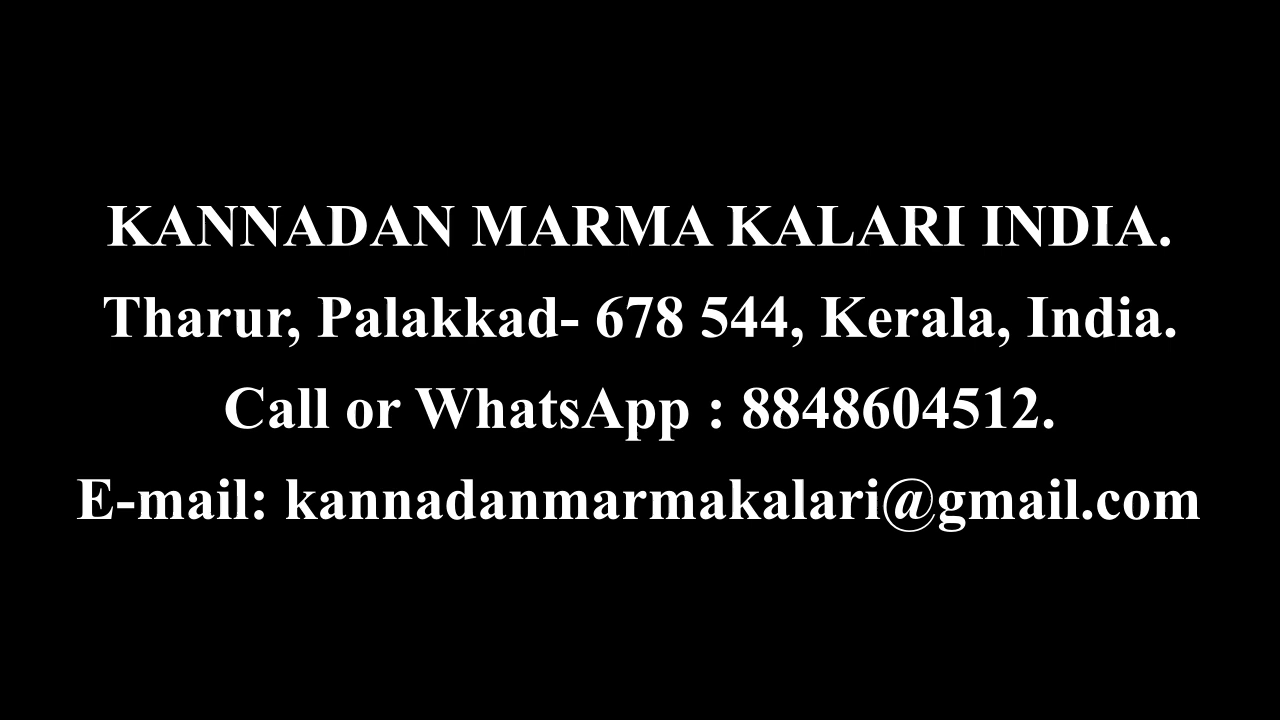 KANNADAN MARMA KALARI INDIA.
Tharur, Palakkad- 678 544, Kerala, India.
Call or WhatsApp : 8848604512.
E-mail: kannadanmarmakalari@gmail.com